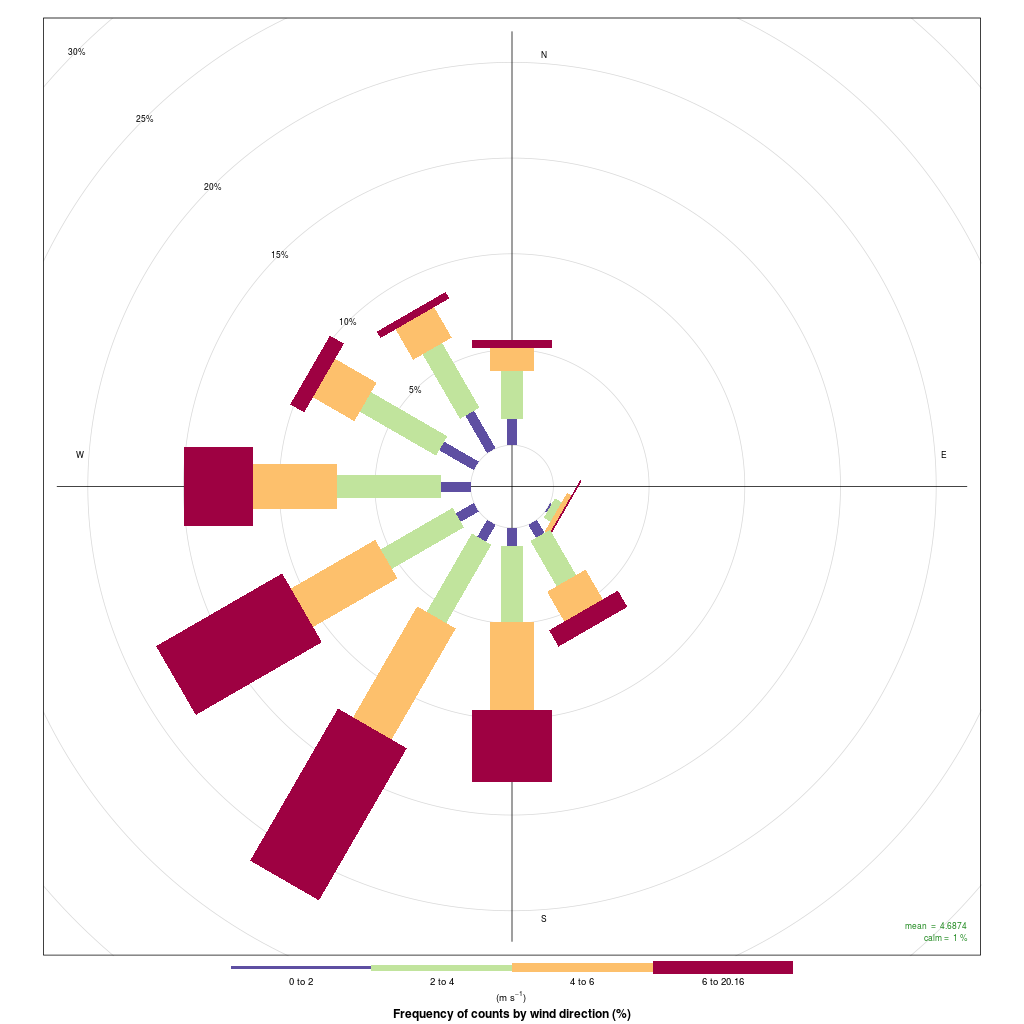 30%
N
25%
20%
15%
10%
5%
W
E
S
mean = 4.6874
calm = 1 %
0 to 2
2 to 4
4 to 6
6 to 20.16
(m s⁻¹)
Frequency of counts by wind direction (%)